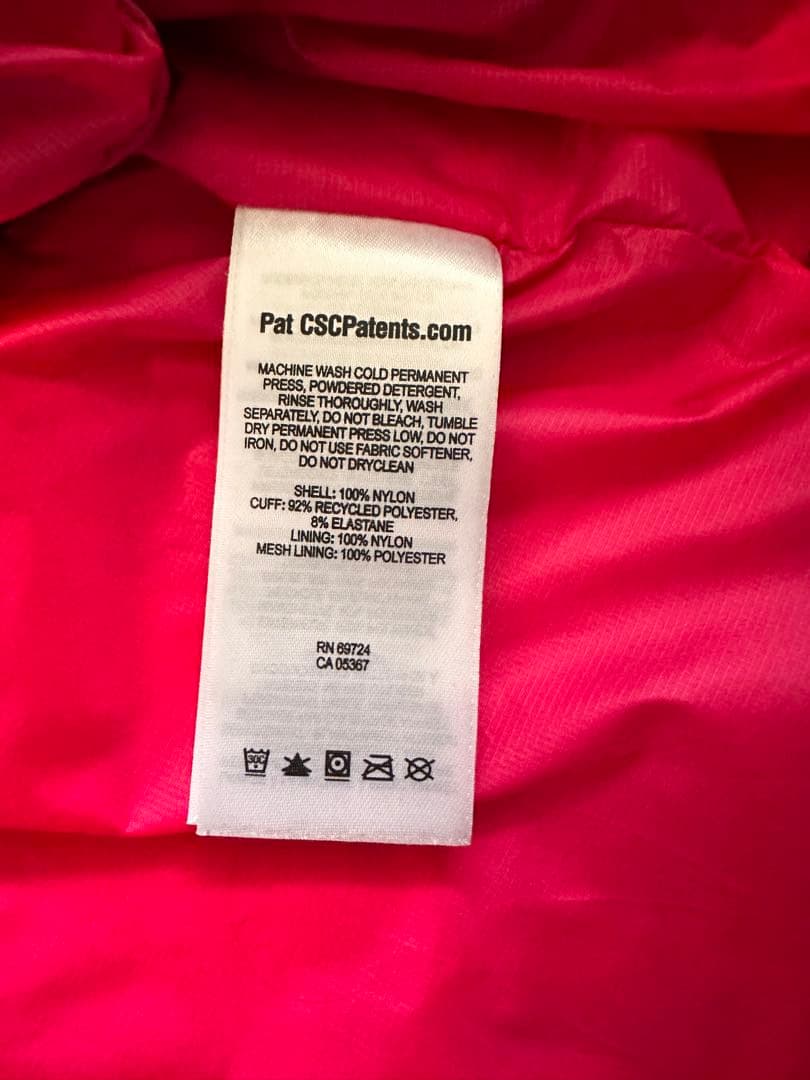 Pat CSCPatents.com
MACHINE WASH COLD PERMANENT
PRESS, POWDERED DETERGENT,
RINSE THOROUGHLY, WASH
SEPARATELY, DO NOT BLEACH, TUMBLE
DRY PERMANENT PRESS LOW, DO NOT
IRON, DO NOT USE FABRIC SOFTENER,
DO NOT DRYCLEAN
SHELL: 100% NYLON
CUFF: 92% RECYCLED POLYESTER,
8% ELASTANE
LINING: 100% NYLON
MESH LINING: 100% POLYESTER
RN 69724
CA 05367
30C